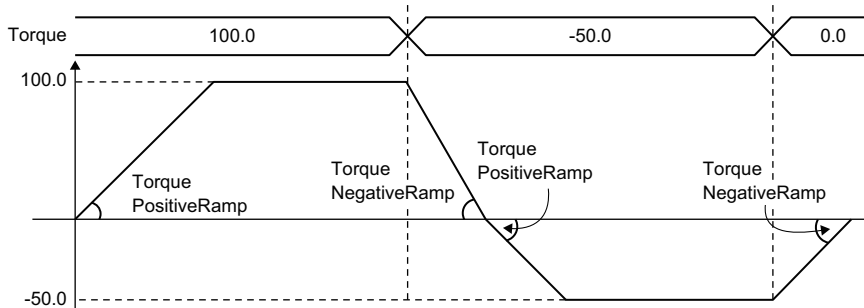 Torque 100.0 -50.0 0.0
100.0
Torque
PositiveRamp
Torque
NegativeRamp
Torque
PositiveRamp
Torque
NegativeRamp
-50.0